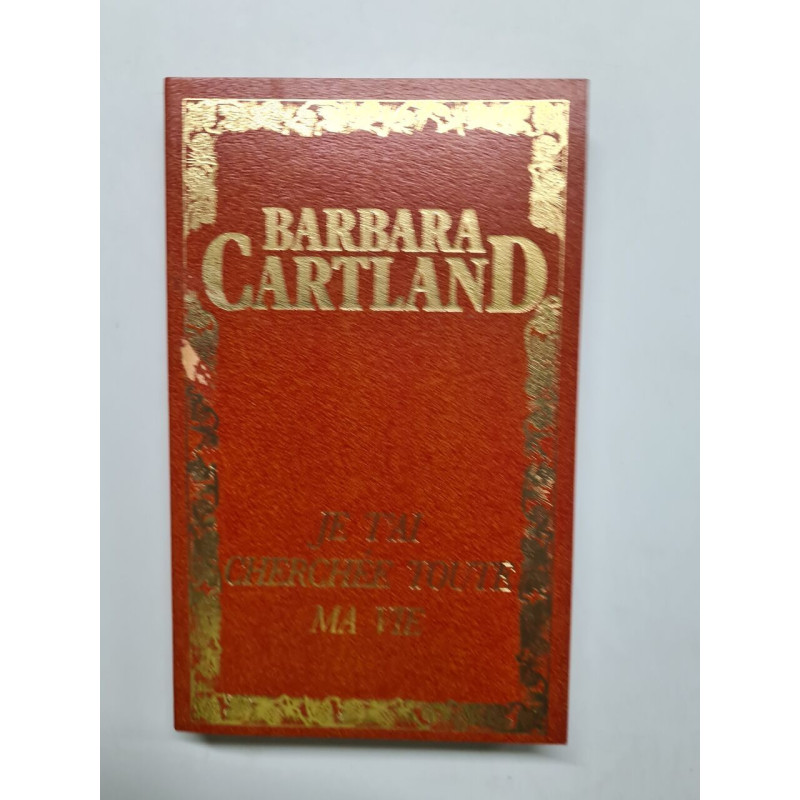 BARBARA
CARTLAND
JE T'AI
CHERCHÉE TOUTE
MA VIE